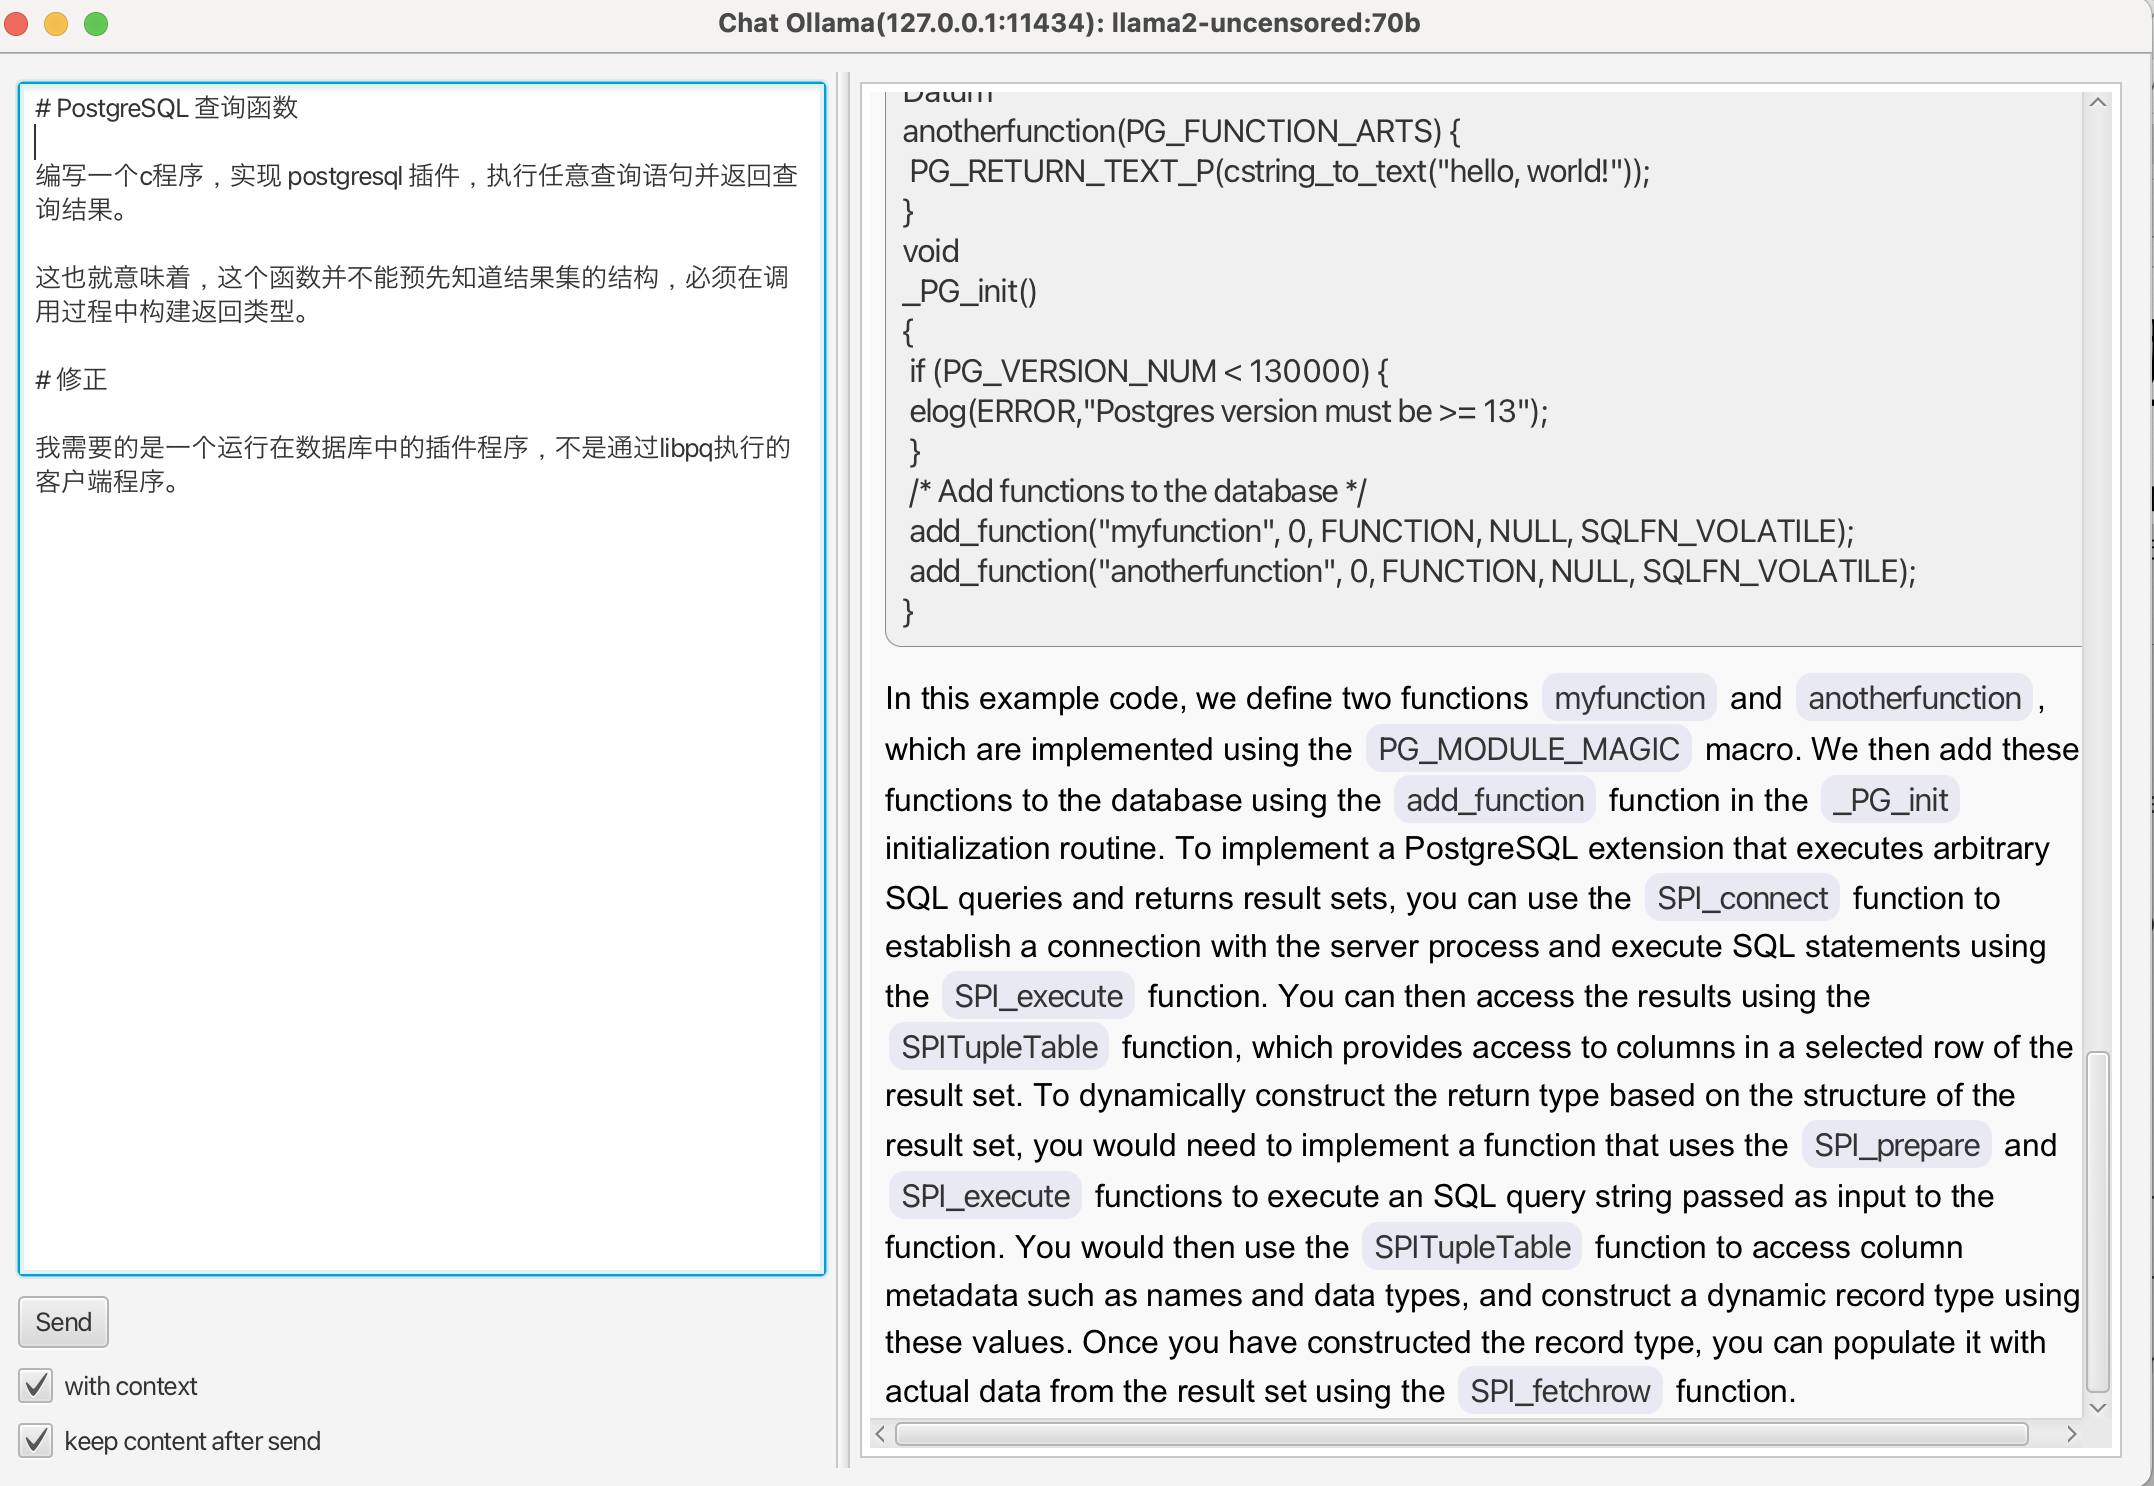 Chat Ollama(127.0.0.1:11434): llama2-uncensored:70b
# PostgreSQL 查询函数
编写一个c程序，实现 postgresql 插件，执行任意查询语句并返回查
询结果。
这也就意味着，这个函数并不能预先知道结果集的结构，必须在调
用过程中构建返回类型。
# 修正
我需要的是一个运行在数据库中的插件程序，不是通过libpq执行的
客户端程序。
Send
with context
keep content after send
Datum
anotherfunction(PG_FUNCTION_ARTS) {
PG_RETURN_TEXT_P(cstring_to_text("hello, world!"));
}
void
_PG_init()
{
if (PG_VERSION_NUM < 130000) {
elog(ERROR,"Postgres version must be >= 13");
}
/* Add functions to the database */
add_function("myfunction", 0, FUNCTION, NULL, SQLFN_VOLATILE);
add_function("anotherfunction", 0, FUNCTION, NULL, SQLFN_VOLATILE);
}
In this example code, we define two functions myfunction and anotherfunction ,
which are implemented using the PG_MODULE_MAGIC macro. We then add these
functions to the database using the add_function function in the _PG_init
initialization routine. To implement a PostgreSQL extension that executes arbitrary
SQL queries and returns result sets, you can use the SPI_connect function to
establish a connection with the server process and execute SQL statements using
the SPI_execute function. You can then access the results using the
SPITupleTable function, which provides access to columns in a selected row of the
result set. To dynamically construct the return type based on the structure of the
result set, you would need to implement a function that uses the SPI_prepare and
SPI_execute functions to execute an SQL query string passed as input to the
function. You would then use the SPITupleTable function to access column
metadata such as names and data types, and construct a dynamic record type using
these values. Once you have constructed the record type, you can populate it with
actual data from the result set using the SPI_fetchrow function.